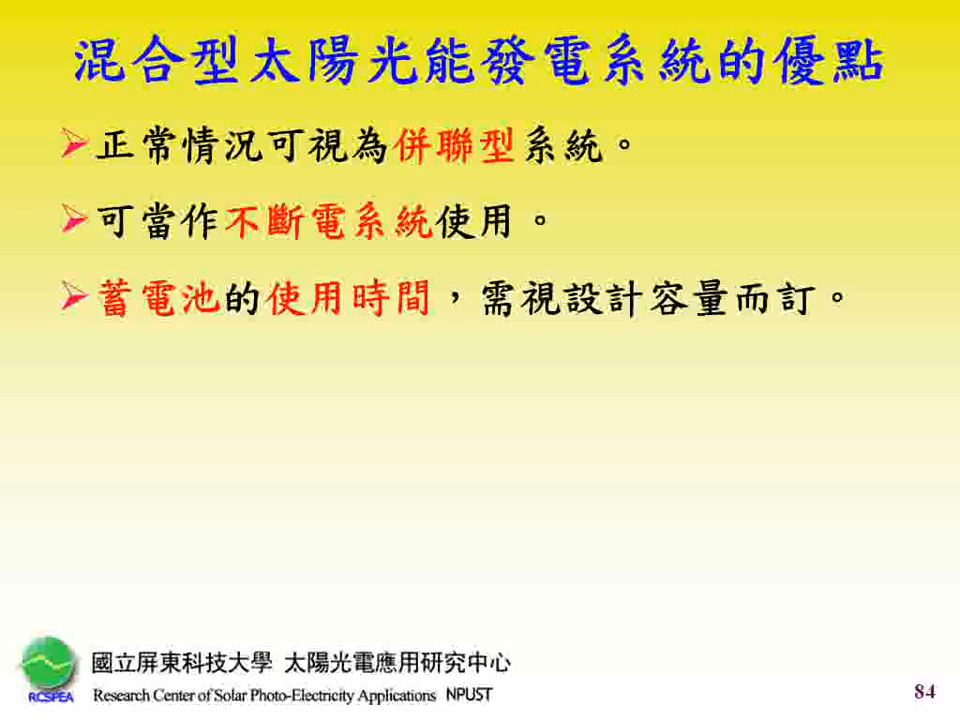 混合型太陽光能發電系統的優點
正常情況可視為併聯型系統。
可當作不斷電系統使用。
蓄電池的使用時間，需視設計容量而訂。
國立屏東科技大學 太陽光電應用研究中心
RCSPEA Research Center of Solar Photo-Electricity Applications NPUST
84